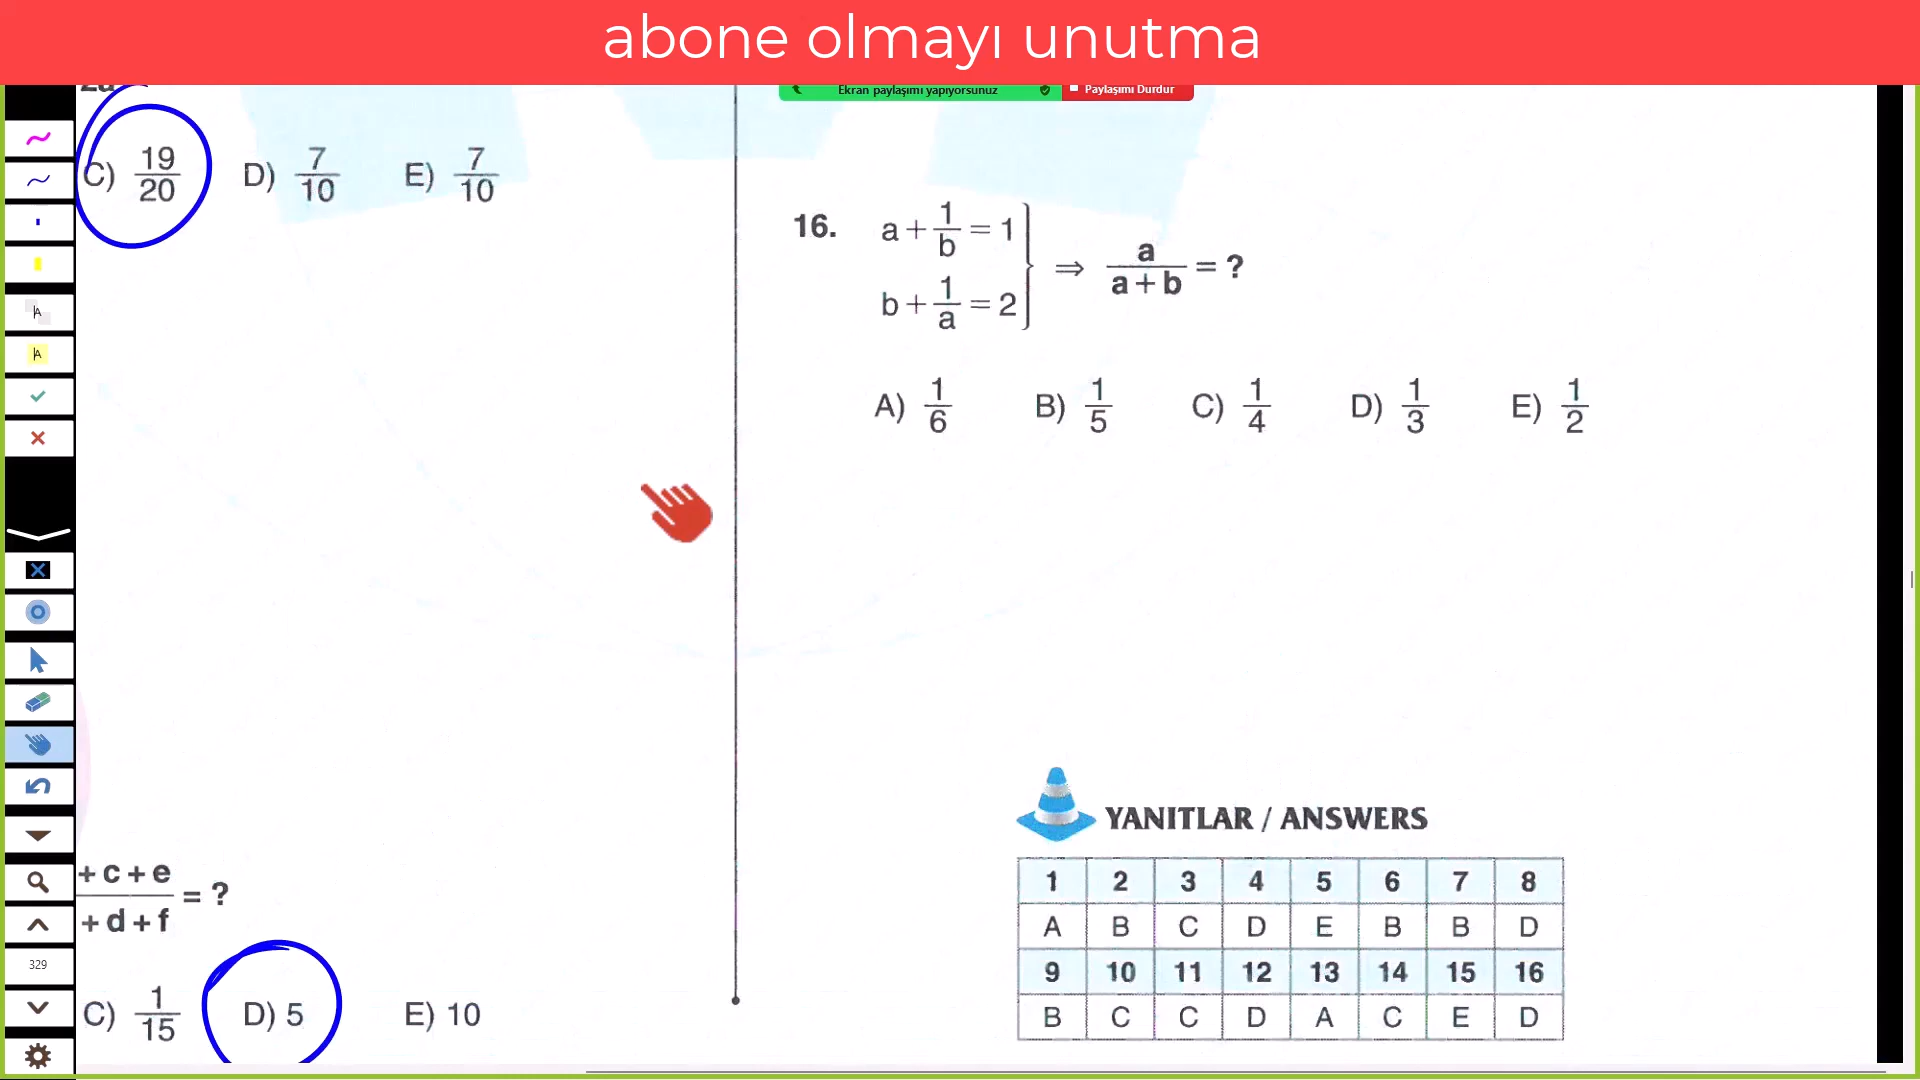 abone olmayı unutma
Ekran paylaşımı yapıyorsunuz
Paylaşımı Durdur
C) 19/20 D) 7/10 E) 7/10
16. a + 1/b = 1
b + 1/a = 2
⇒ a/(a+b) = ?
A) 1/6 B) 1/5 C) 1/4 D) 1/3 E) 1/2
+c+e / +d+f = ?
C) 1/15 D) 5 E) 10
YANITLAR / ANSWERS
1 2 3 4 5 6 7 8
A B C D E B B D
9 10 11 12 13 14 15 16
B C C D A C E D
A
A
329